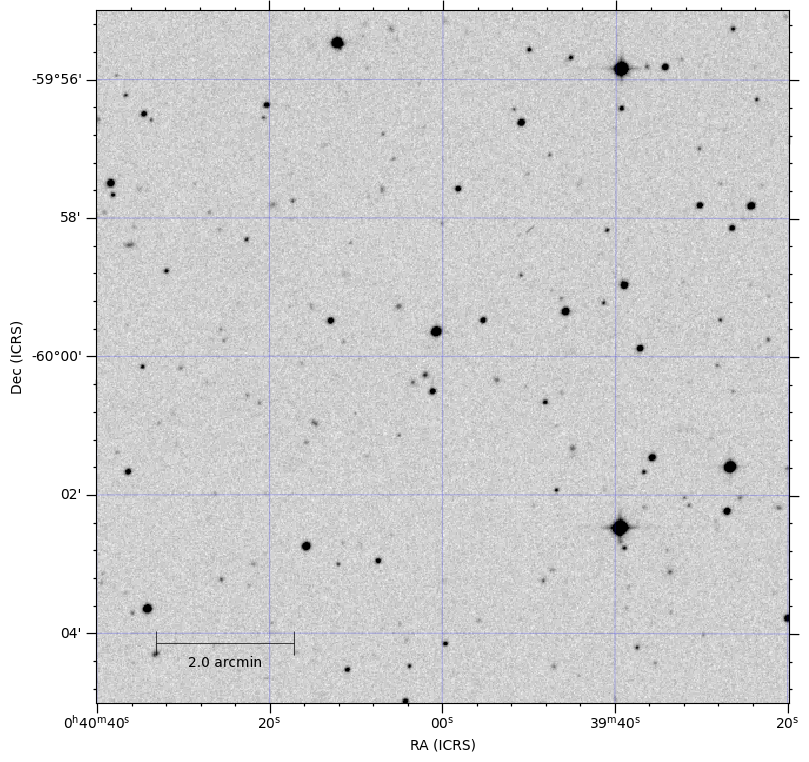 -59°56'
58'
-60°00'
02'
04'
2.0 arcmin
0ʰ40ᵐ40ˢ
20ˢ
00ˢ
39ᵐ40ˢ
20ˢ
RA (ICRS)
Dec (ICRS)